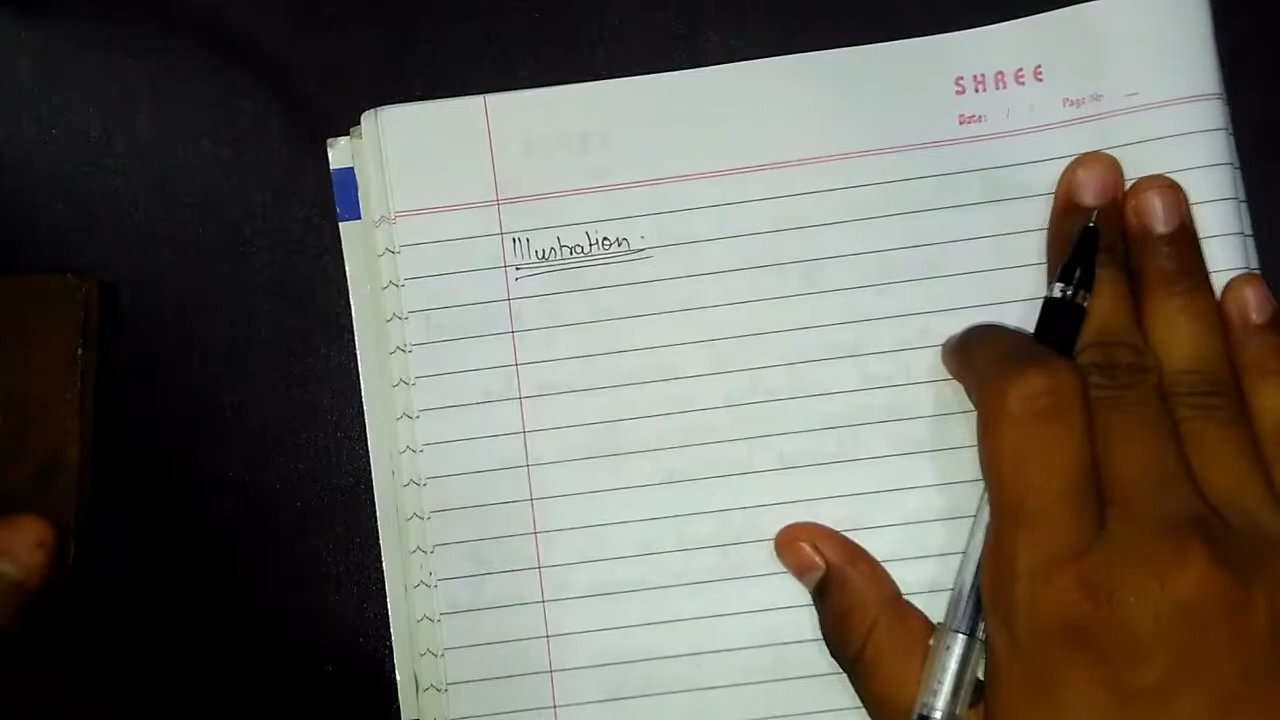 SHREE
Date: / / Page No
Illustration.